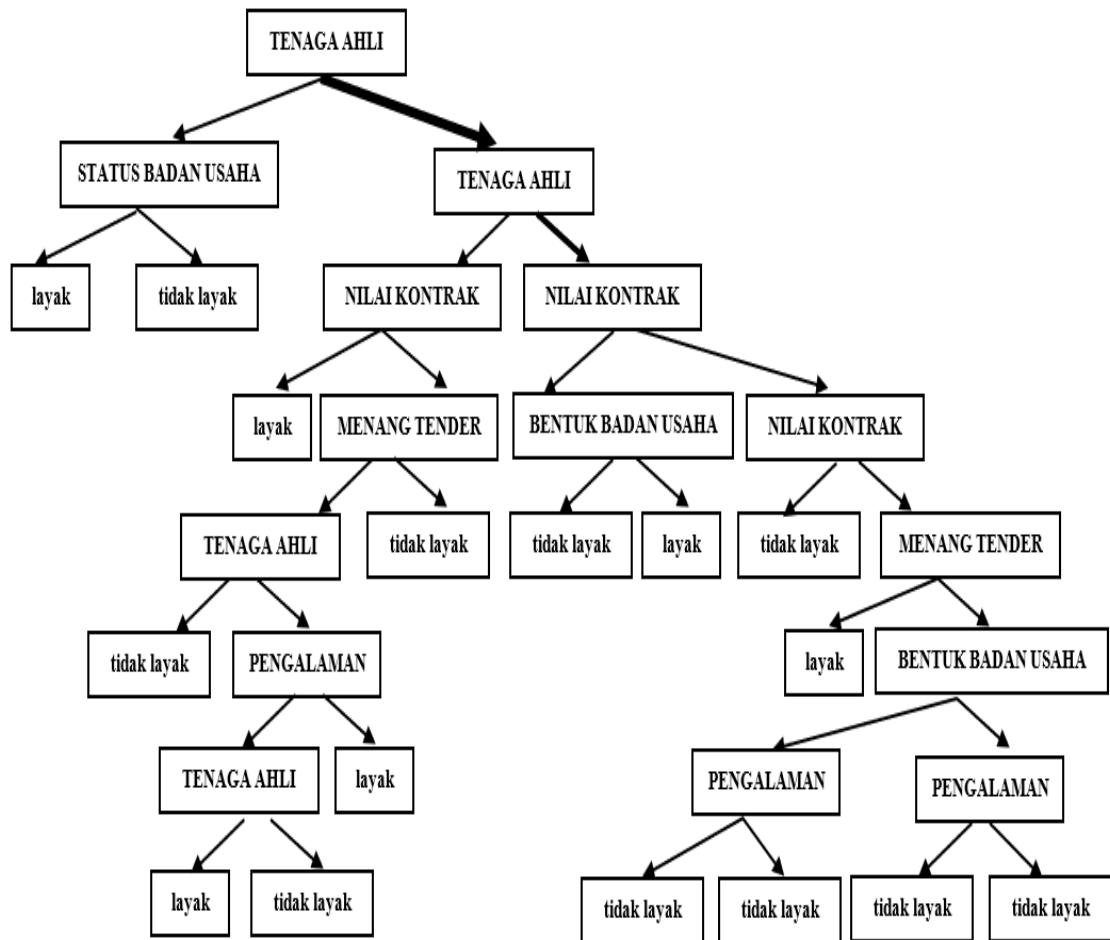 TENAGA AHLI
STATUS BADAN USAHA
TENAGA AHLI
layak
tidak layak
NILAI KONTRAK
NILAI KONTRAK
layak
MENANG TENDER
BENTUK BADAN USAHA
NILAI KONTRAK
TENAGA AHLI
tidak layak
tidak layak
layak
tidak layak
MENANG TENDER
tidak layak
PENGALAMAN
layak
BENTUK BADAN USAHA
TENAGA AHLI
layak
PENGALAMAN
PENGALAMAN
layak
tidak layak
tidak layak
tidak layak
tidak layak
tidak layak